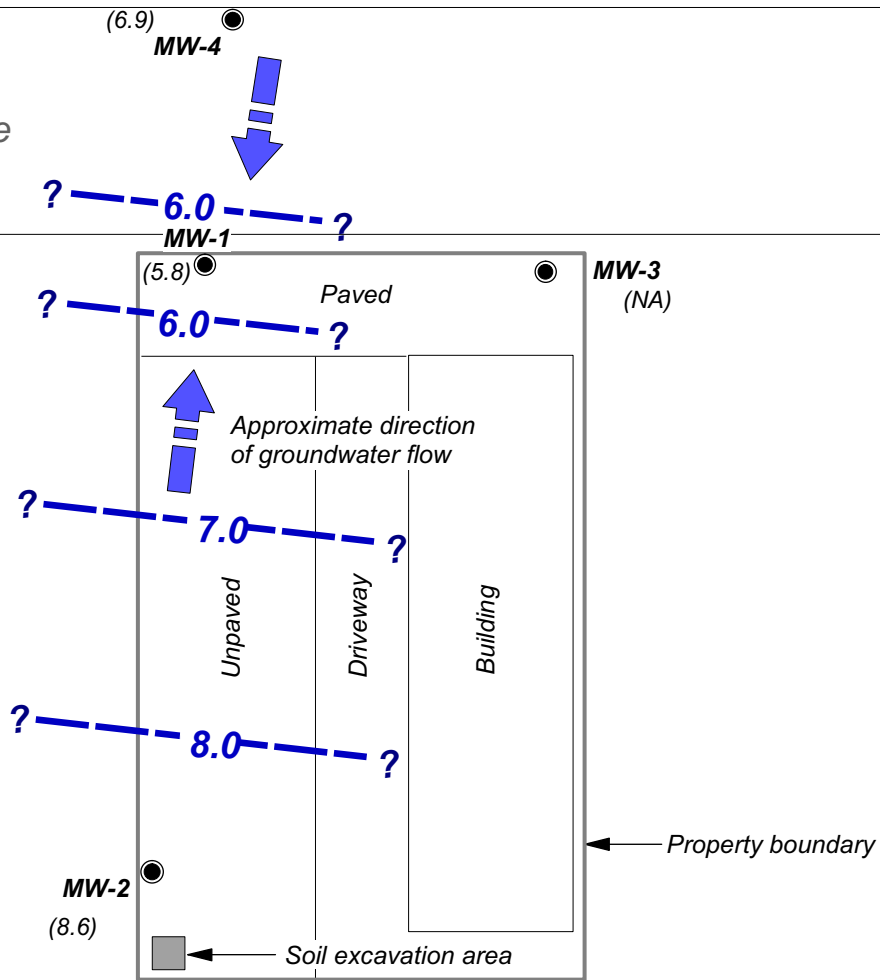 (6.9)
MW-4
e
? 6.0 ?
MW-1
(5.8)
MW-3
(NA)
Paved
? 6.0 ?
Approximate direction
of groundwater flow
? 7.0 ?
Unpaved
Driveway
Building
? 8.0 ?
Property boundary
MW-2
(8.6)
Soil excavation area